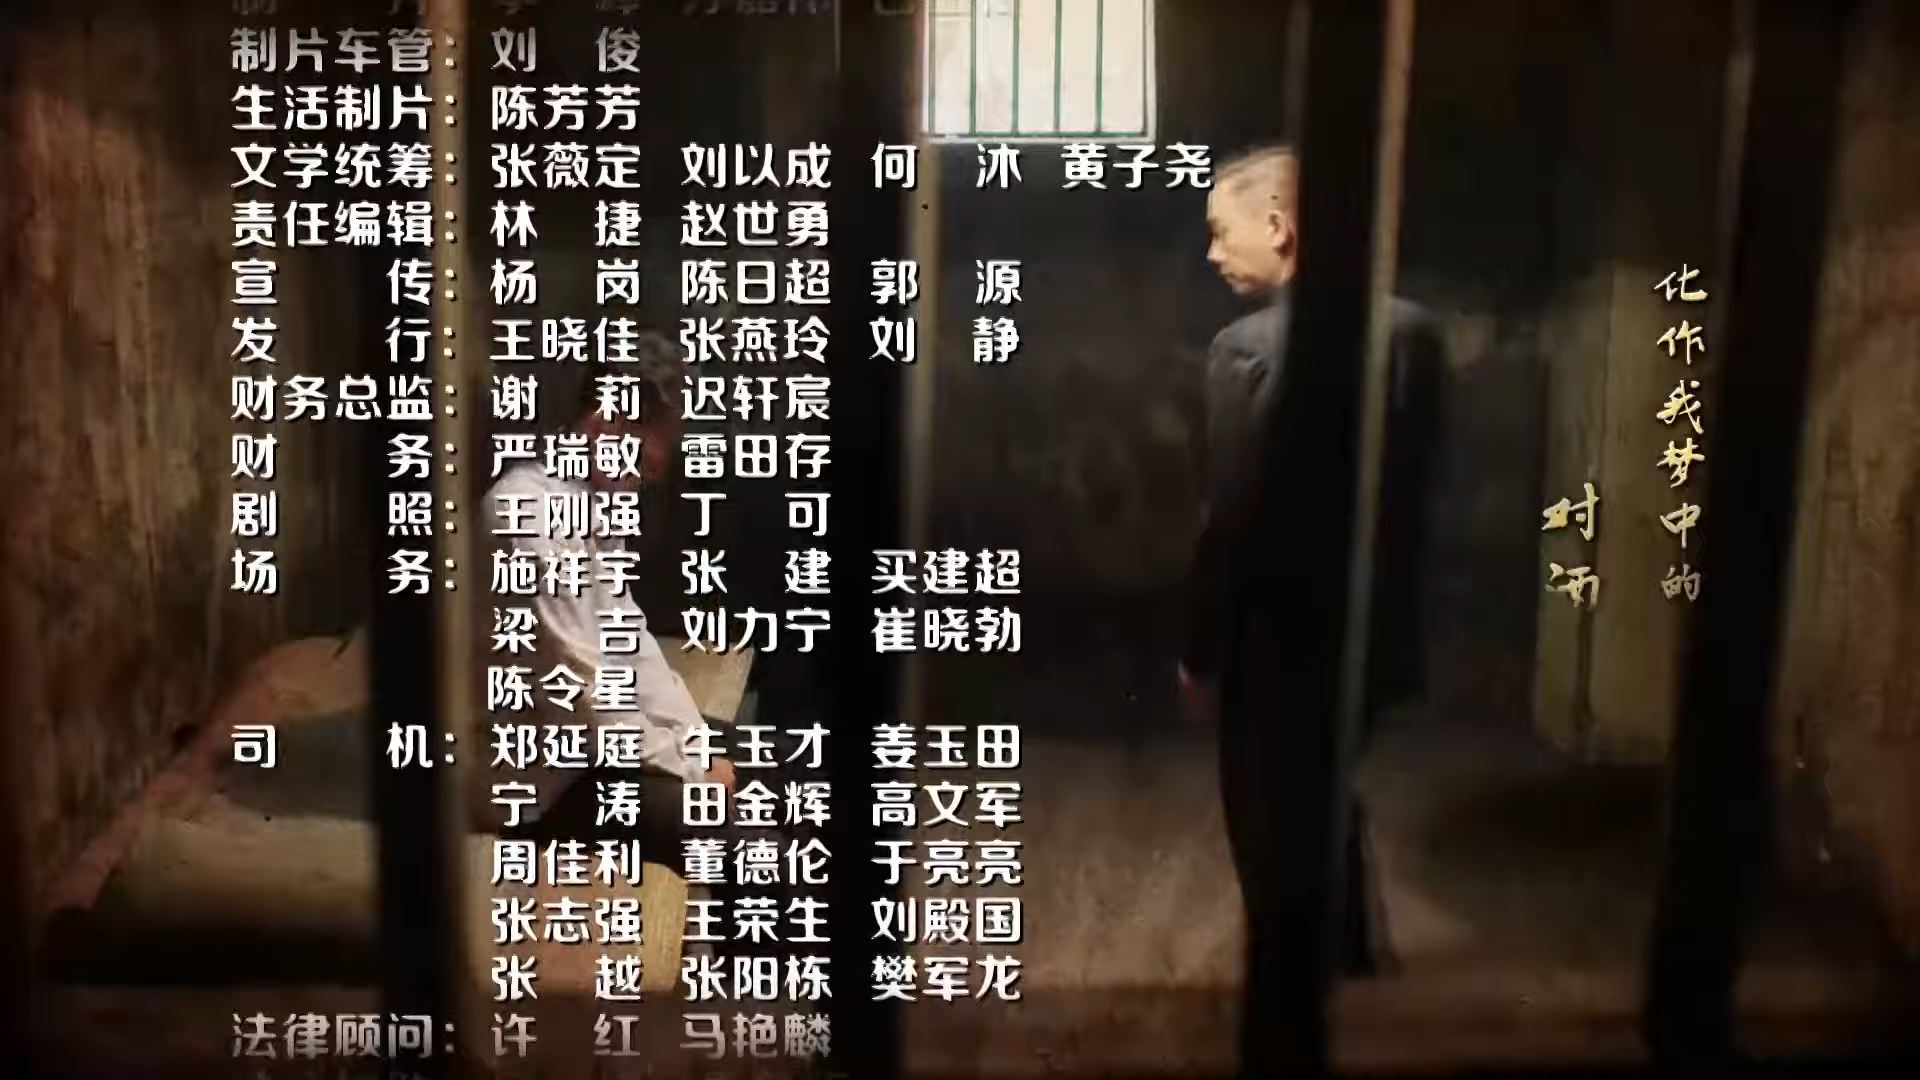 制片车管：刘　俊
生活制片：陈芳芳
文学统筹：张薇定 刘以成 何　沐 黄子尧
责任编辑：林　捷 赵世勇
宣　　传：杨　岗 陈日超 郭　源
发　　行：王晓佳 张燕玲 刘　静
财务总监：谢　莉 迟轩宸
财　　务：严瑞敏 雷田存
剧　　照：王刚强 丁　可
场　　务：施祥宇 张　建 买建超
梁　吉 刘力宁 崔晓勃
陈令星
司　　机：郑延庭 牛玉才 姜玉田
宁　涛 田金辉 高文军
周佳利 董德伦 于亮亮
张志强 王荣生 刘殿国
张　越 张阳栋 樊军龙
法律顾问：许　红 马艳麟
化作我梦中的
对酒